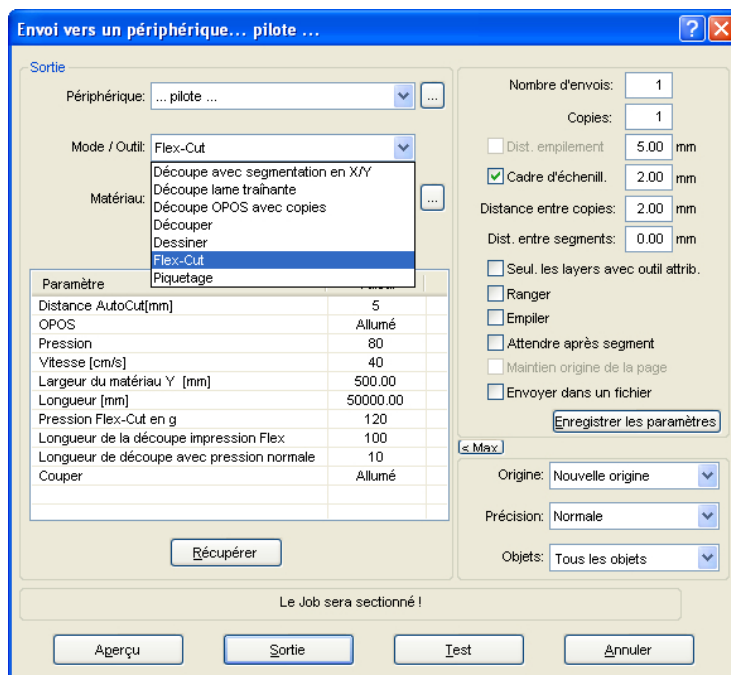 Envoi vers un périphérique... pilote ...
Sortie
Périphérique: ... pilote ... ...
Mode / Outil: Flex-Cut
Découpe avec segmentation en X/Y
Découpe lame traînante
Découpe OPOS avec copies
Découper
Dessiner
Flex-Cut
Piquetage
Matériau: ...
Paramètre
Distance AutoCut[mm] 5
OPOS Allumé
Pression 80
Vitesse [cm/s] 40
Largeur du matériau Y [mm] 500.00
Longueur [mm] 50000.00
Pression Flex-Cut en g 120
Longueur de la découpe impression Flex 100
Longueur de découpe avec pression normale 10
Couper Allumé
Récupérer
Nombre d'envois: 1
Copies: 1
Dist. empilement 5.00 mm
Cadre d'échenill. 2.00 mm
Distance entre copies: 2.00 mm
Dist. entre segments: 0.00 mm
Seul. les layers avec outil attrib.
Ranger
Empiler
Attendre après segment
Maintien origine de la page
Envoyer dans un fichier
Enregistrer les paramètres
< Max
Origine: Nouvelle origine
Précision: Normale
Objets: Tous les objets
Le Job sera sectionné !
Aperçu
Sortie
Test
Annuler